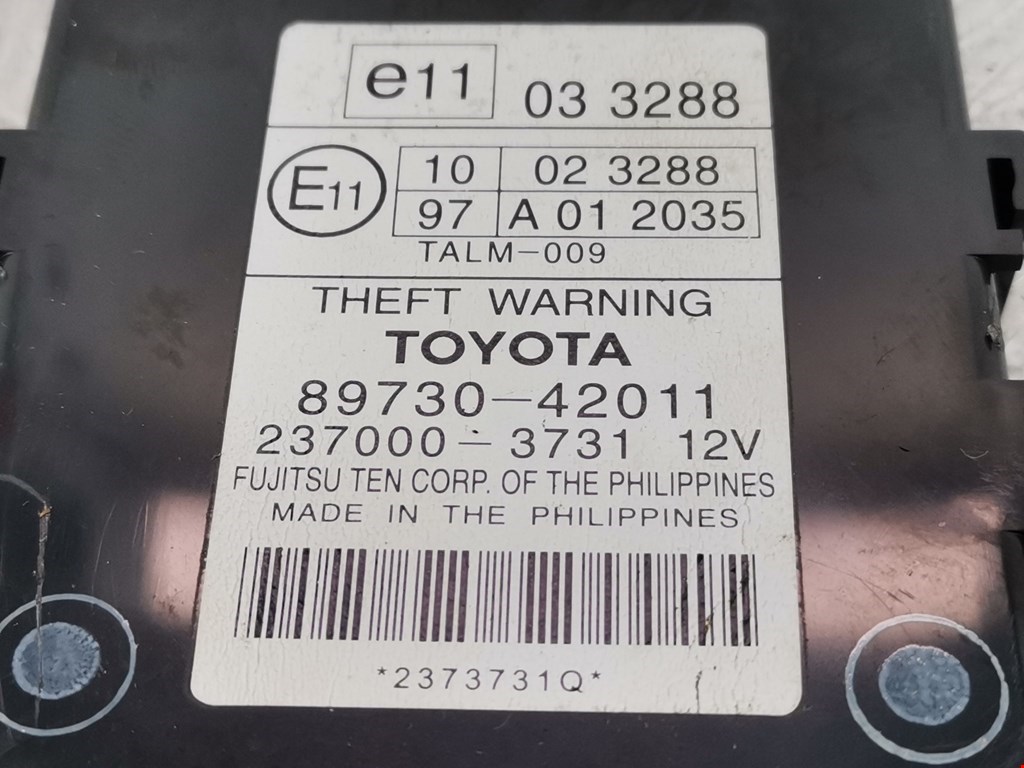 e11 03 3288
E11 10 02 3288
97 A 01 2035
TALM-009
THEFT WARNING
TOYOTA
89730-42011
237000-3731 12V
FUJITSU TEN CORP. OF THE PHILIPPINES
MADE IN THE PHILIPPINES
*2373731Q*